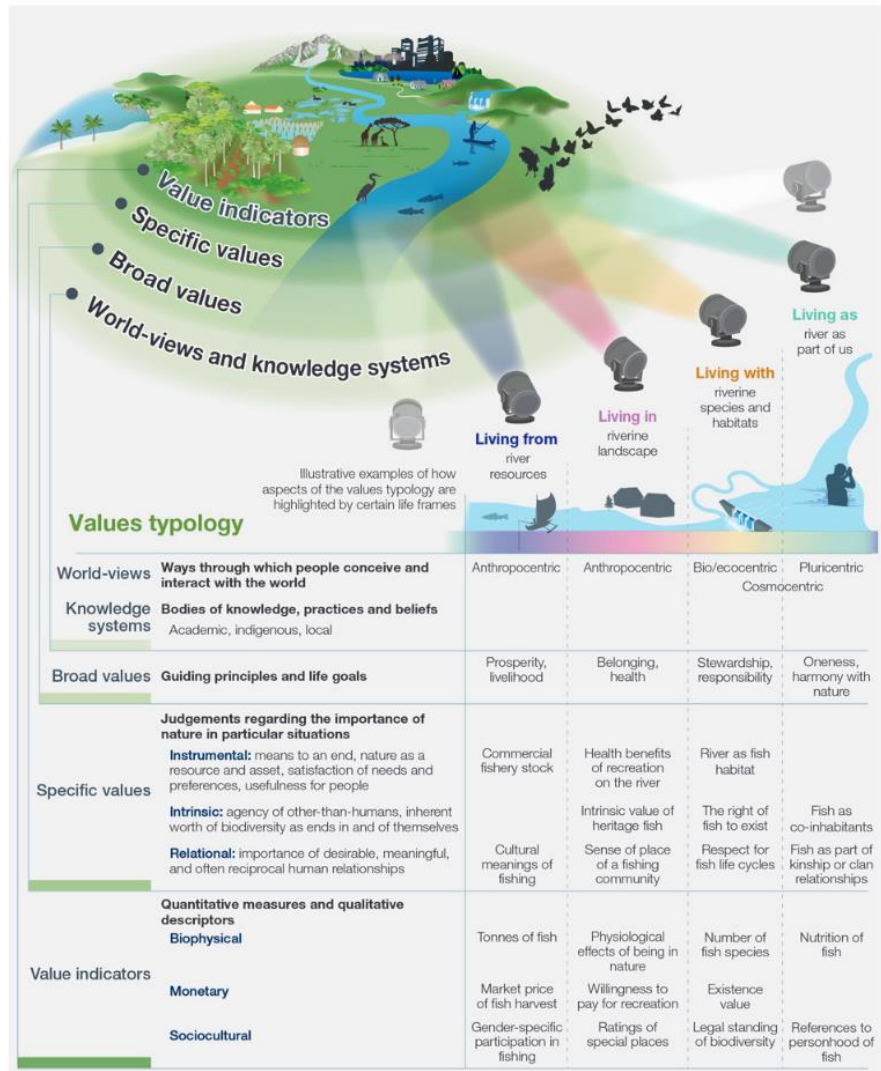 Value indicators
Specific values
Broad values
World-views and knowledge systems
Living as
river as
part of us
Living with
riverine
species and
habitats
Living in
riverine
landscape
Living from
river
resources
Illustrative examples of how
aspects of the values typology are
highlighted by certain life frames
Values typology
World-views
Ways through which people conceive and
interact with the world
Anthropocentric
Anthropocentric
Bio/ecocentric
Pluricentric
Cosmocentric
Knowledge
systems
Bodies of knowledge, practices and beliefs
Academic, indigenous, local
Broad values
Guiding principles and life goals
Prosperity,
livelihood
Belonging,
health
Stewardship,
responsibility
Oneness,
harmony with
nature
Specific values
Judgements regarding the importance of
nature in particular situations
Instrumental: means to an end, nature as a
resource and asset, satisfaction of needs and
preferences, usefulness for people
Commercial
fishery stock
Health benefits
of recreation
on the river
River as fish
habitat
Intrinsic: agency of other-than-humans, inherent
worth of biodiversity as ends in and of themselves
Intrinsic value of
heritage fish
The right of
fish to exist
Fish as
co-inhabitants
Relational: importance of desirable, meaningful,
and often reciprocal human relationships
Cultural
meanings of
fishing
Sense of place
of a fishing
community
Respect for
fish life cycles
Fish as part of
kinship or clan
relationships
Value indicators
Quantitative measures and qualitative
descriptors
Biophysical
Tonnes of fish
Physiological
effects of being in
nature
Number of
fish species
Nutrition of
fish
Monetary
Market price
of fish harvest
Willingness to
pay for recreation
Existence
value
Sociocultural
Gender-specific
participation in
fishing
Ratings of
special places
Legal standing
of biodiversity
References to
personhood of
fish